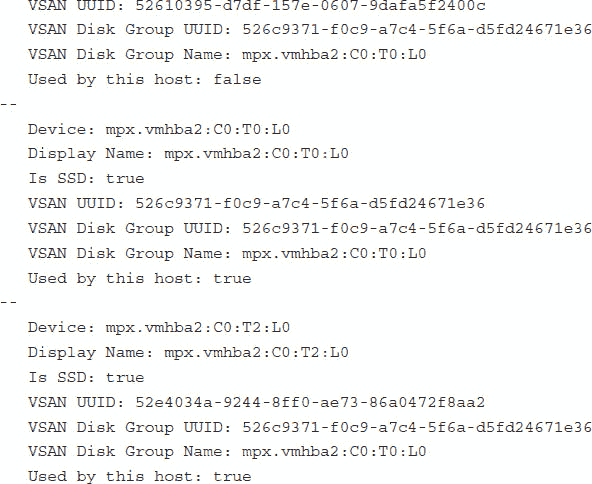 VSAN UUID: 52610395-d7df-157e-0607-9dafa5f2400c
VSAN Disk Group UUID: 526c9371-f0c9-a7c4-5f6a-d5fd24671e36
VSAN Disk Group Name: mpx.vmhba2:C0:T0:L0
Used by this host: false
--
Device: mpx.vmhba2:C0:T0:L0
Display Name: mpx.vmhba2:C0:T0:L0
Is SSD: true
VSAN UUID: 526c9371-f0c9-a7c4-5f6a-d5fd24671e36
VSAN Disk Group UUID: 526c9371-f0c9-a7c4-5f6a-d5fd24671e36
VSAN Disk Group Name: mpx.vmhba2:C0:T0:L0
Used by this host: true
--
Device: mpx.vmhba2:C0:T2:L0
Display Name: mpx.vmhba2:C0:T2:L0
Is SSD: true
VSAN UUID: 52e4034a-9244-8ff0-ae73-86a0472f8aa2
VSAN Disk Group UUID: 526c9371-f0c9-a7c4-5f6a-d5fd24671e36
VSAN Disk Group Name: mpx.vmhba2:C0:T0:L0
Used by this host: true